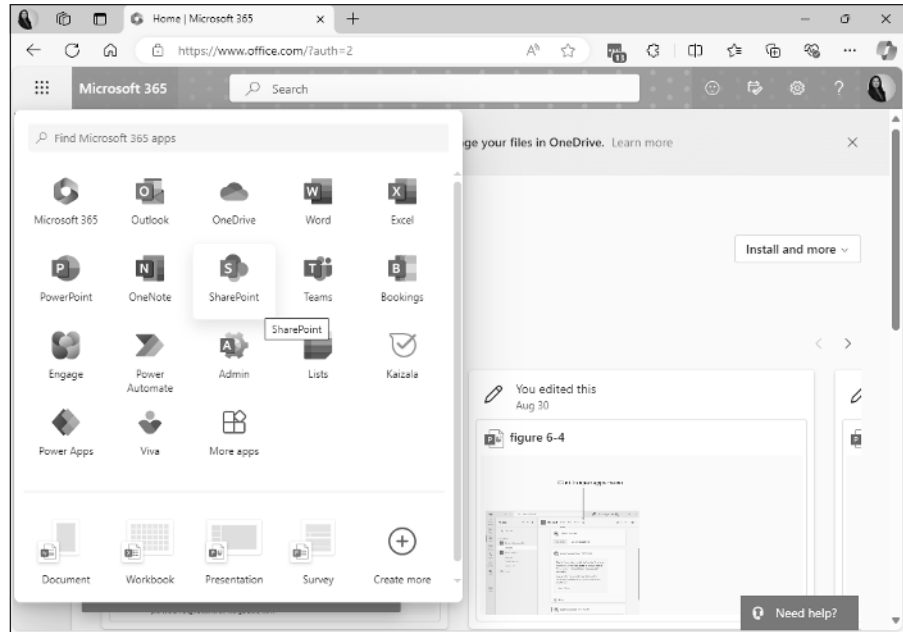 Home | Microsoft 365
https://www.office.com/?auth=2
13
Microsoft 365
Search
Find Microsoft 365 apps
ge your files in OneDrive. Learn more
Microsoft 365
Outlook
OneDrive
Word
Excel
Install and more
PowerPoint
OneNote
SharePoint
Teams
Bookings
SharePoint
Engage
Power
Automate
Admin
Lists
Kaizala
You edited this
Aug 30
Power Apps
Viva
More apps
figure 6-4
Document
Workbook
Presentation
Survey
Create more
Need help?